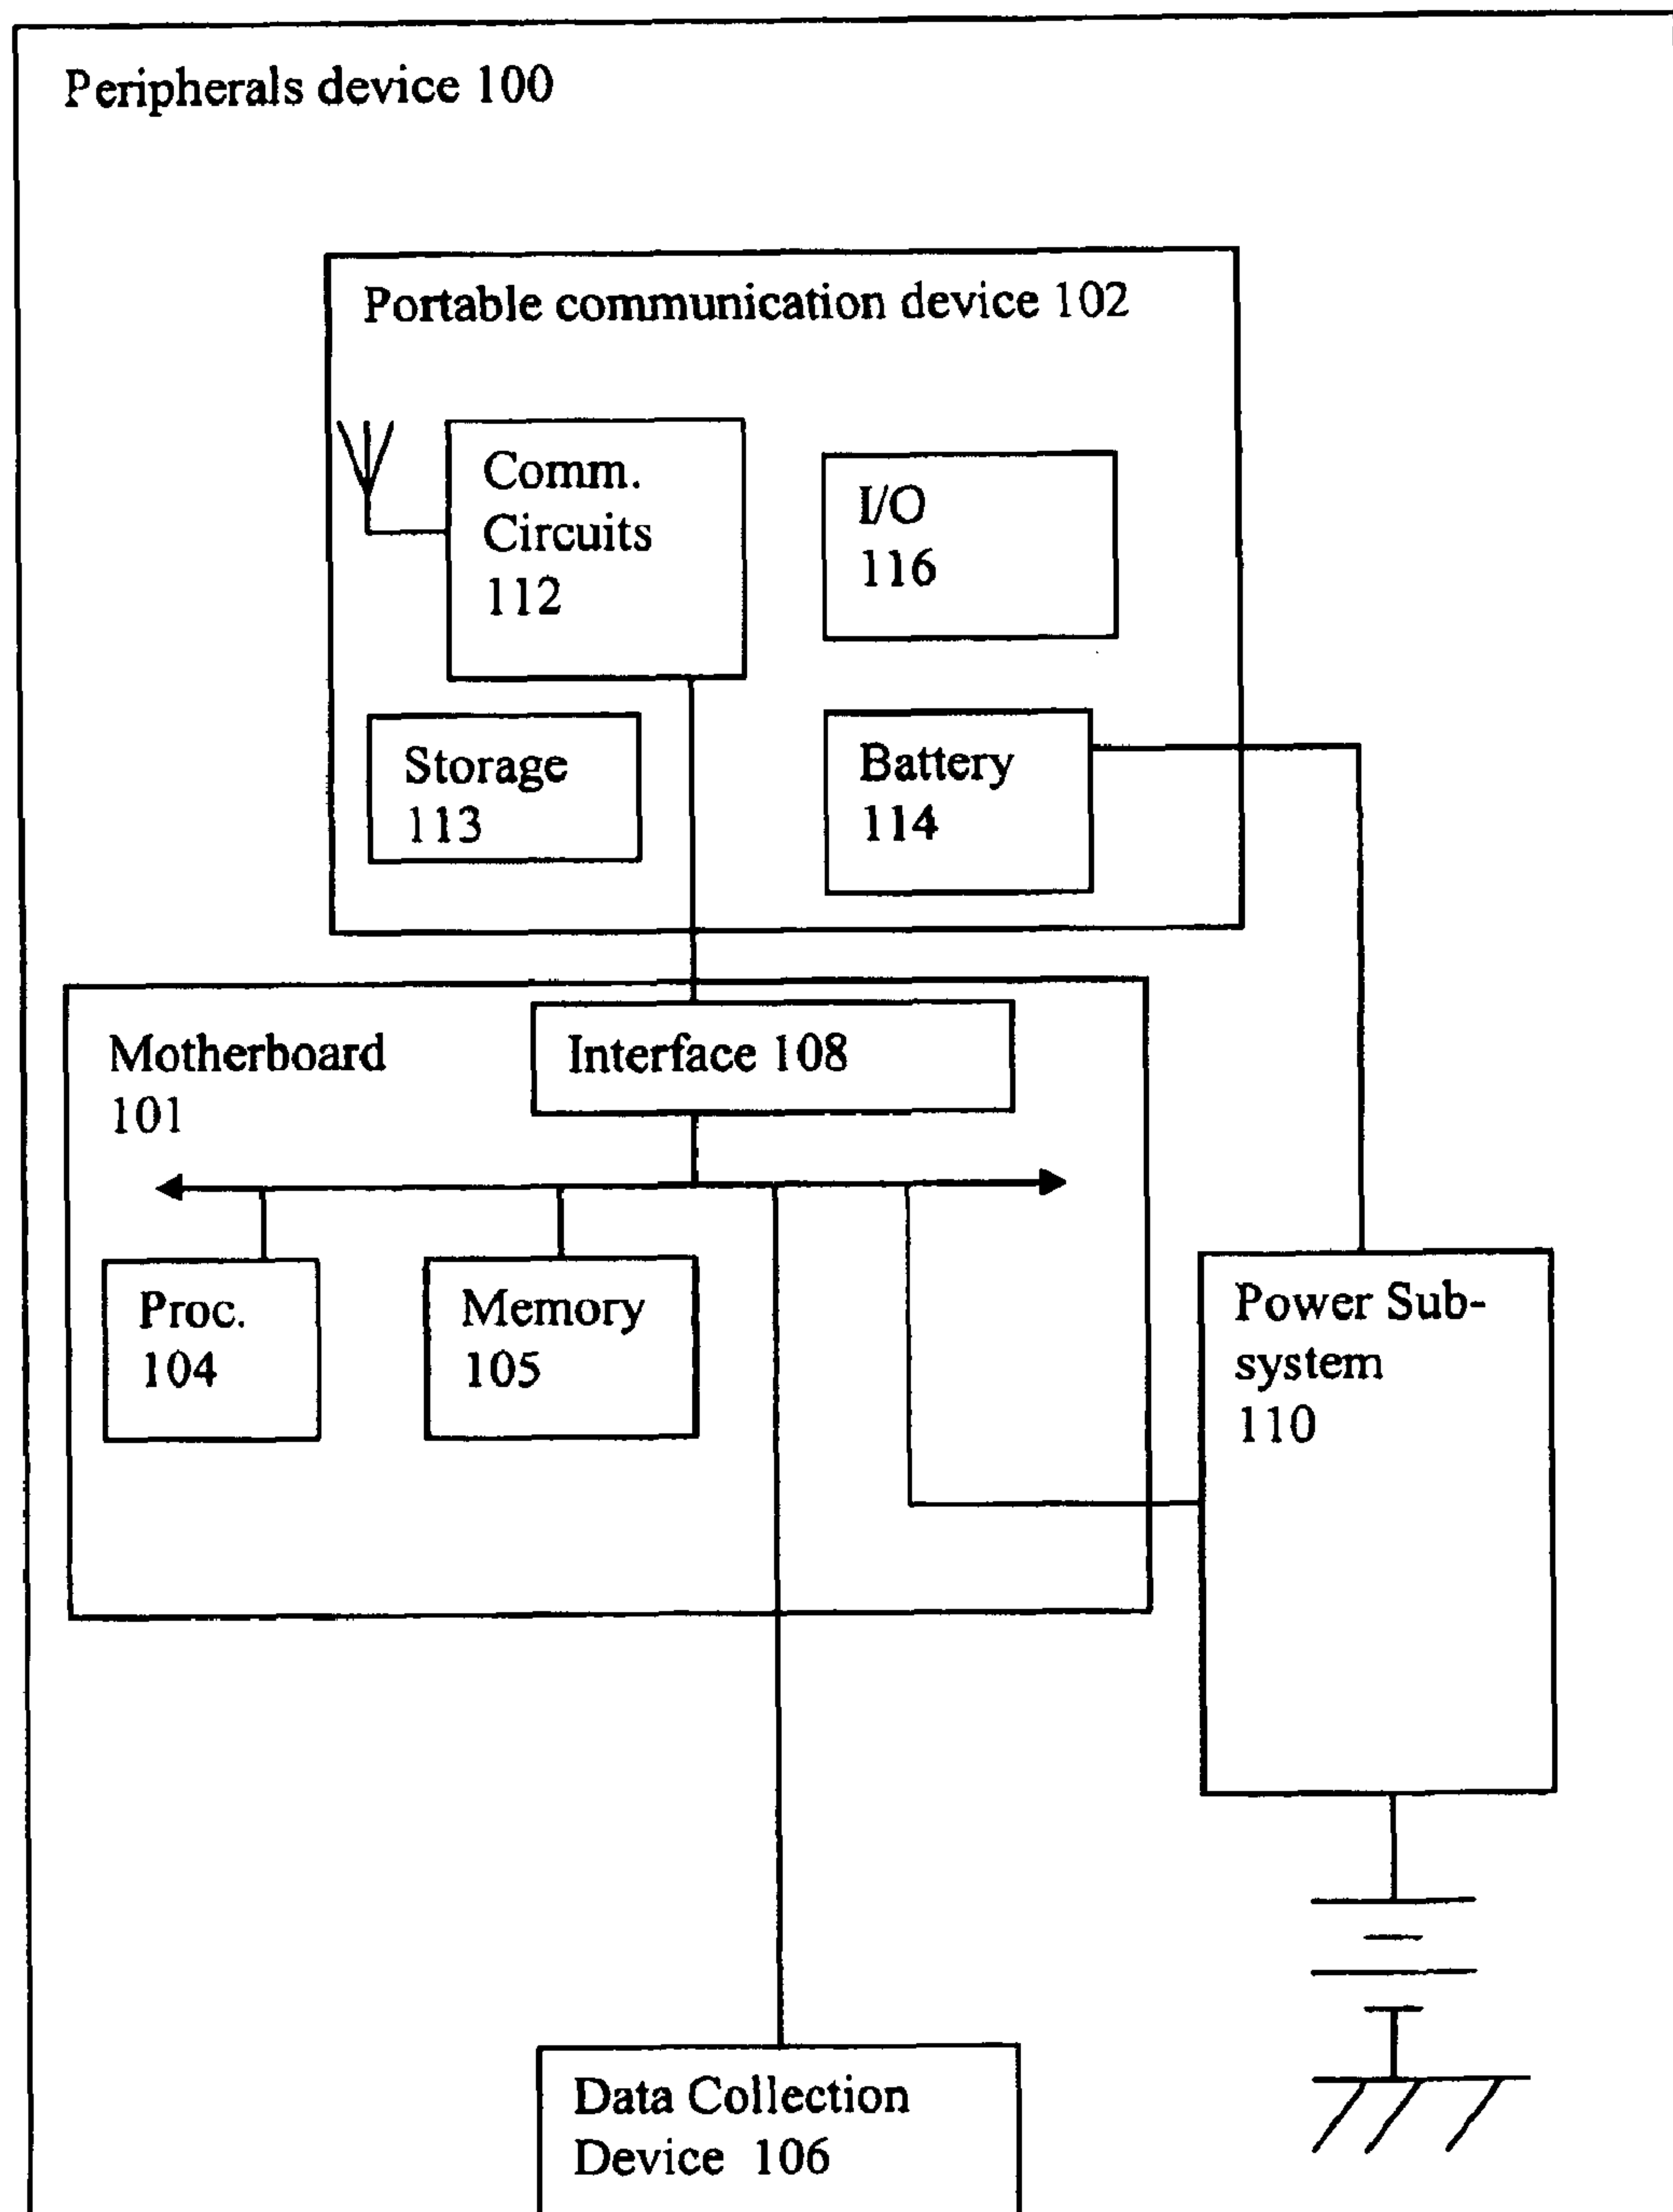 Peripherals device 100
Portable communication device 102
Comm.
Circuits
112
I/O
116
Storage
113
Battery
114
Motherboard
101
Interface 108
Proc.
104
Memory
105
Power Sub-
system
110
Data Collection
Device 106